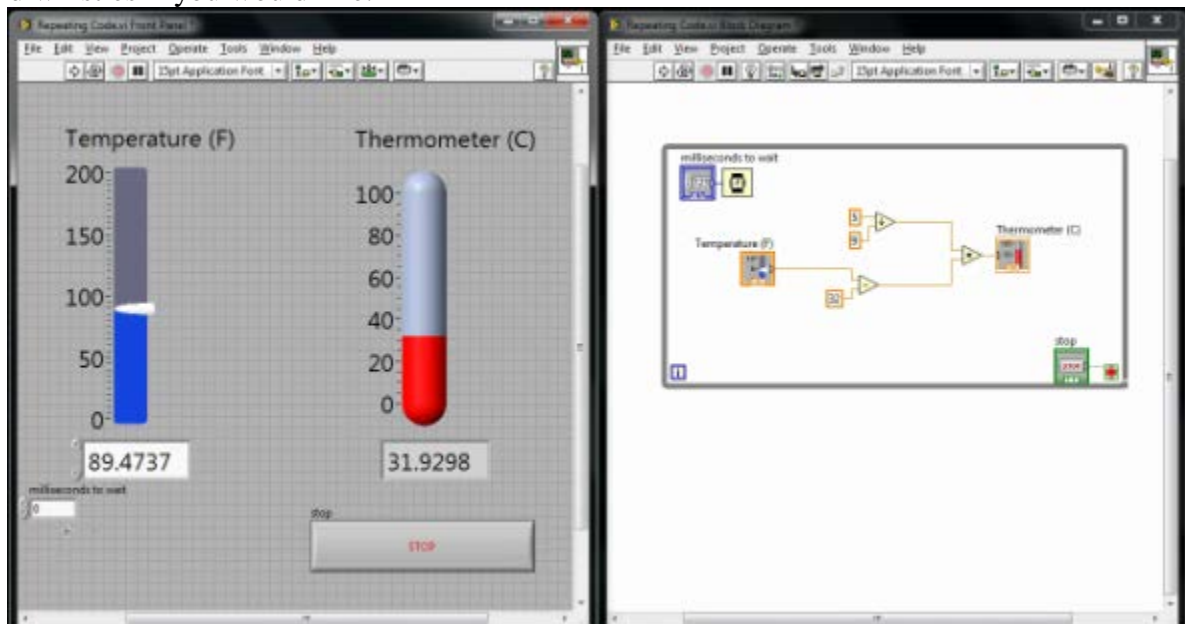 Repeating Code.vi Front Panel
File Edit View Project Operate Tools Window Help
15pt Application Font
Temperature (F)
200
150
100
50
0
89.4737
milliseconds to wait
0
Thermometer (C)
100
80
60
40
20
0
31.9298
stop
STOP
Repeating Code.vi Block Diagram
File Edit View Project Operate Tools Window Help
15pt Application Font
milliseconds to wait
Temperature (F)
5
9
32
Thermometer (C)
stop
STOP
i